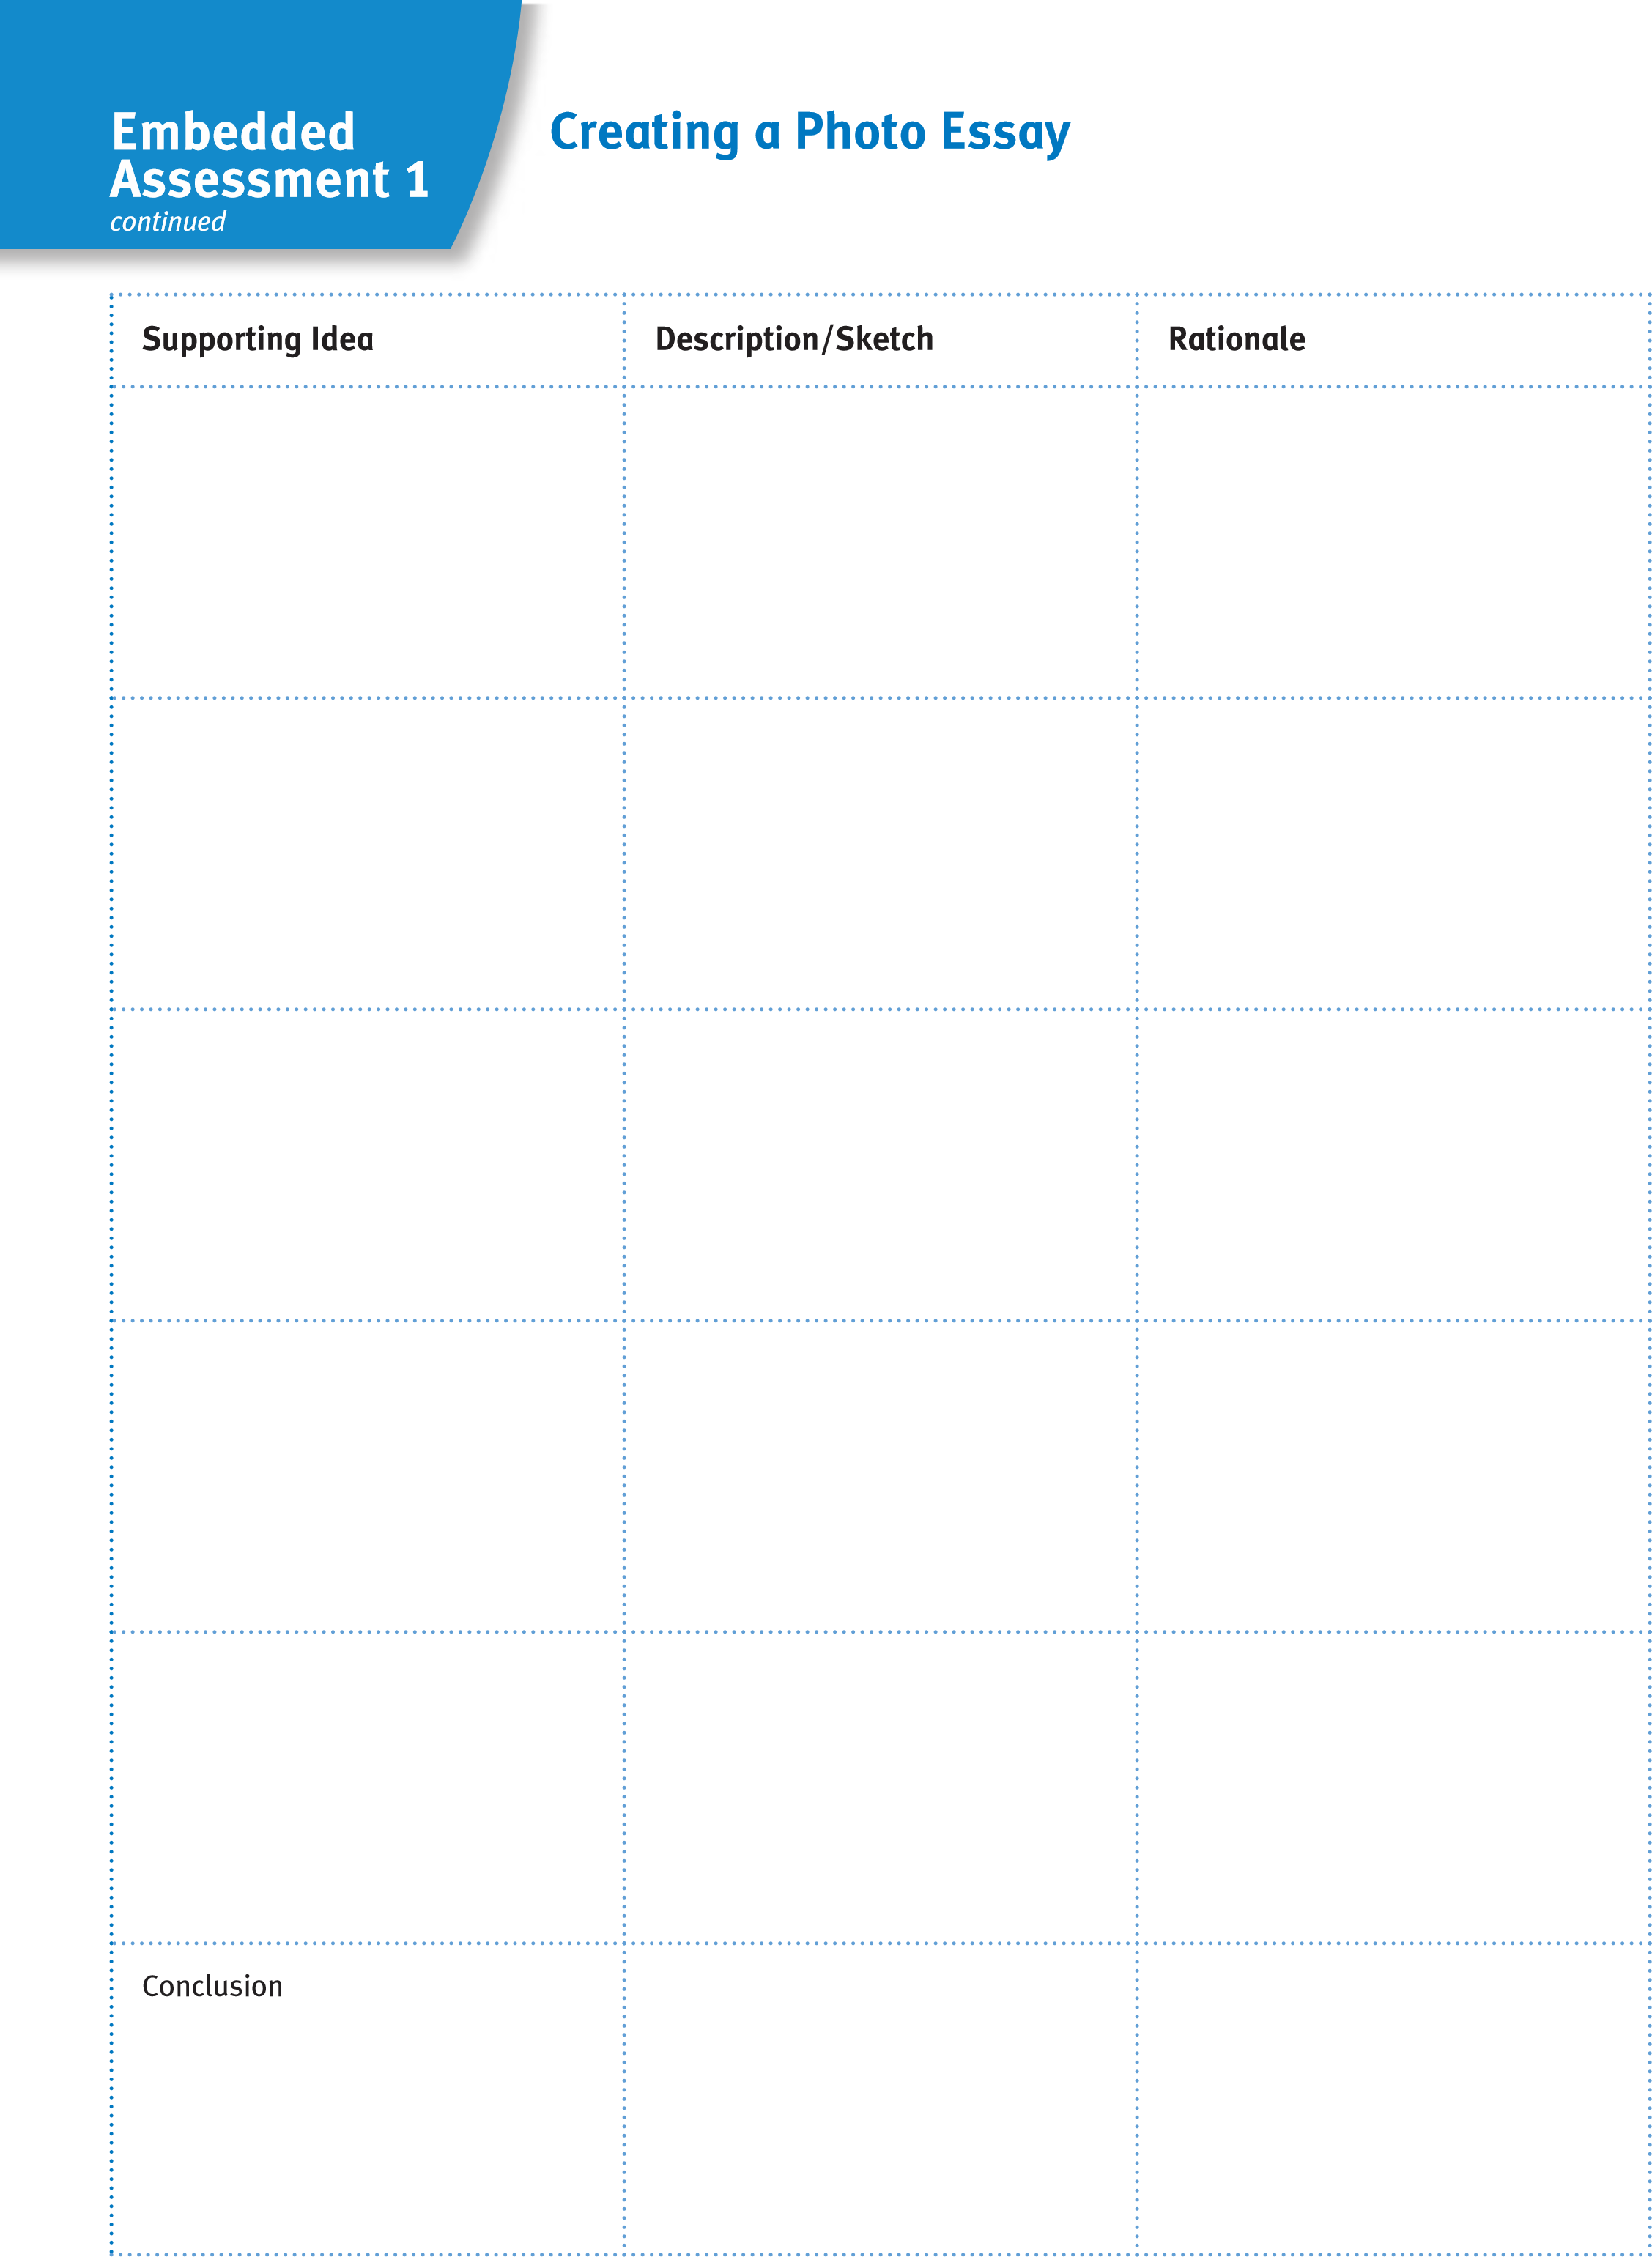 Embedded
Assessment 1
continued
Creating a Photo Essay
Supporting Idea
Description/Sketch
Rationale
Conclusion